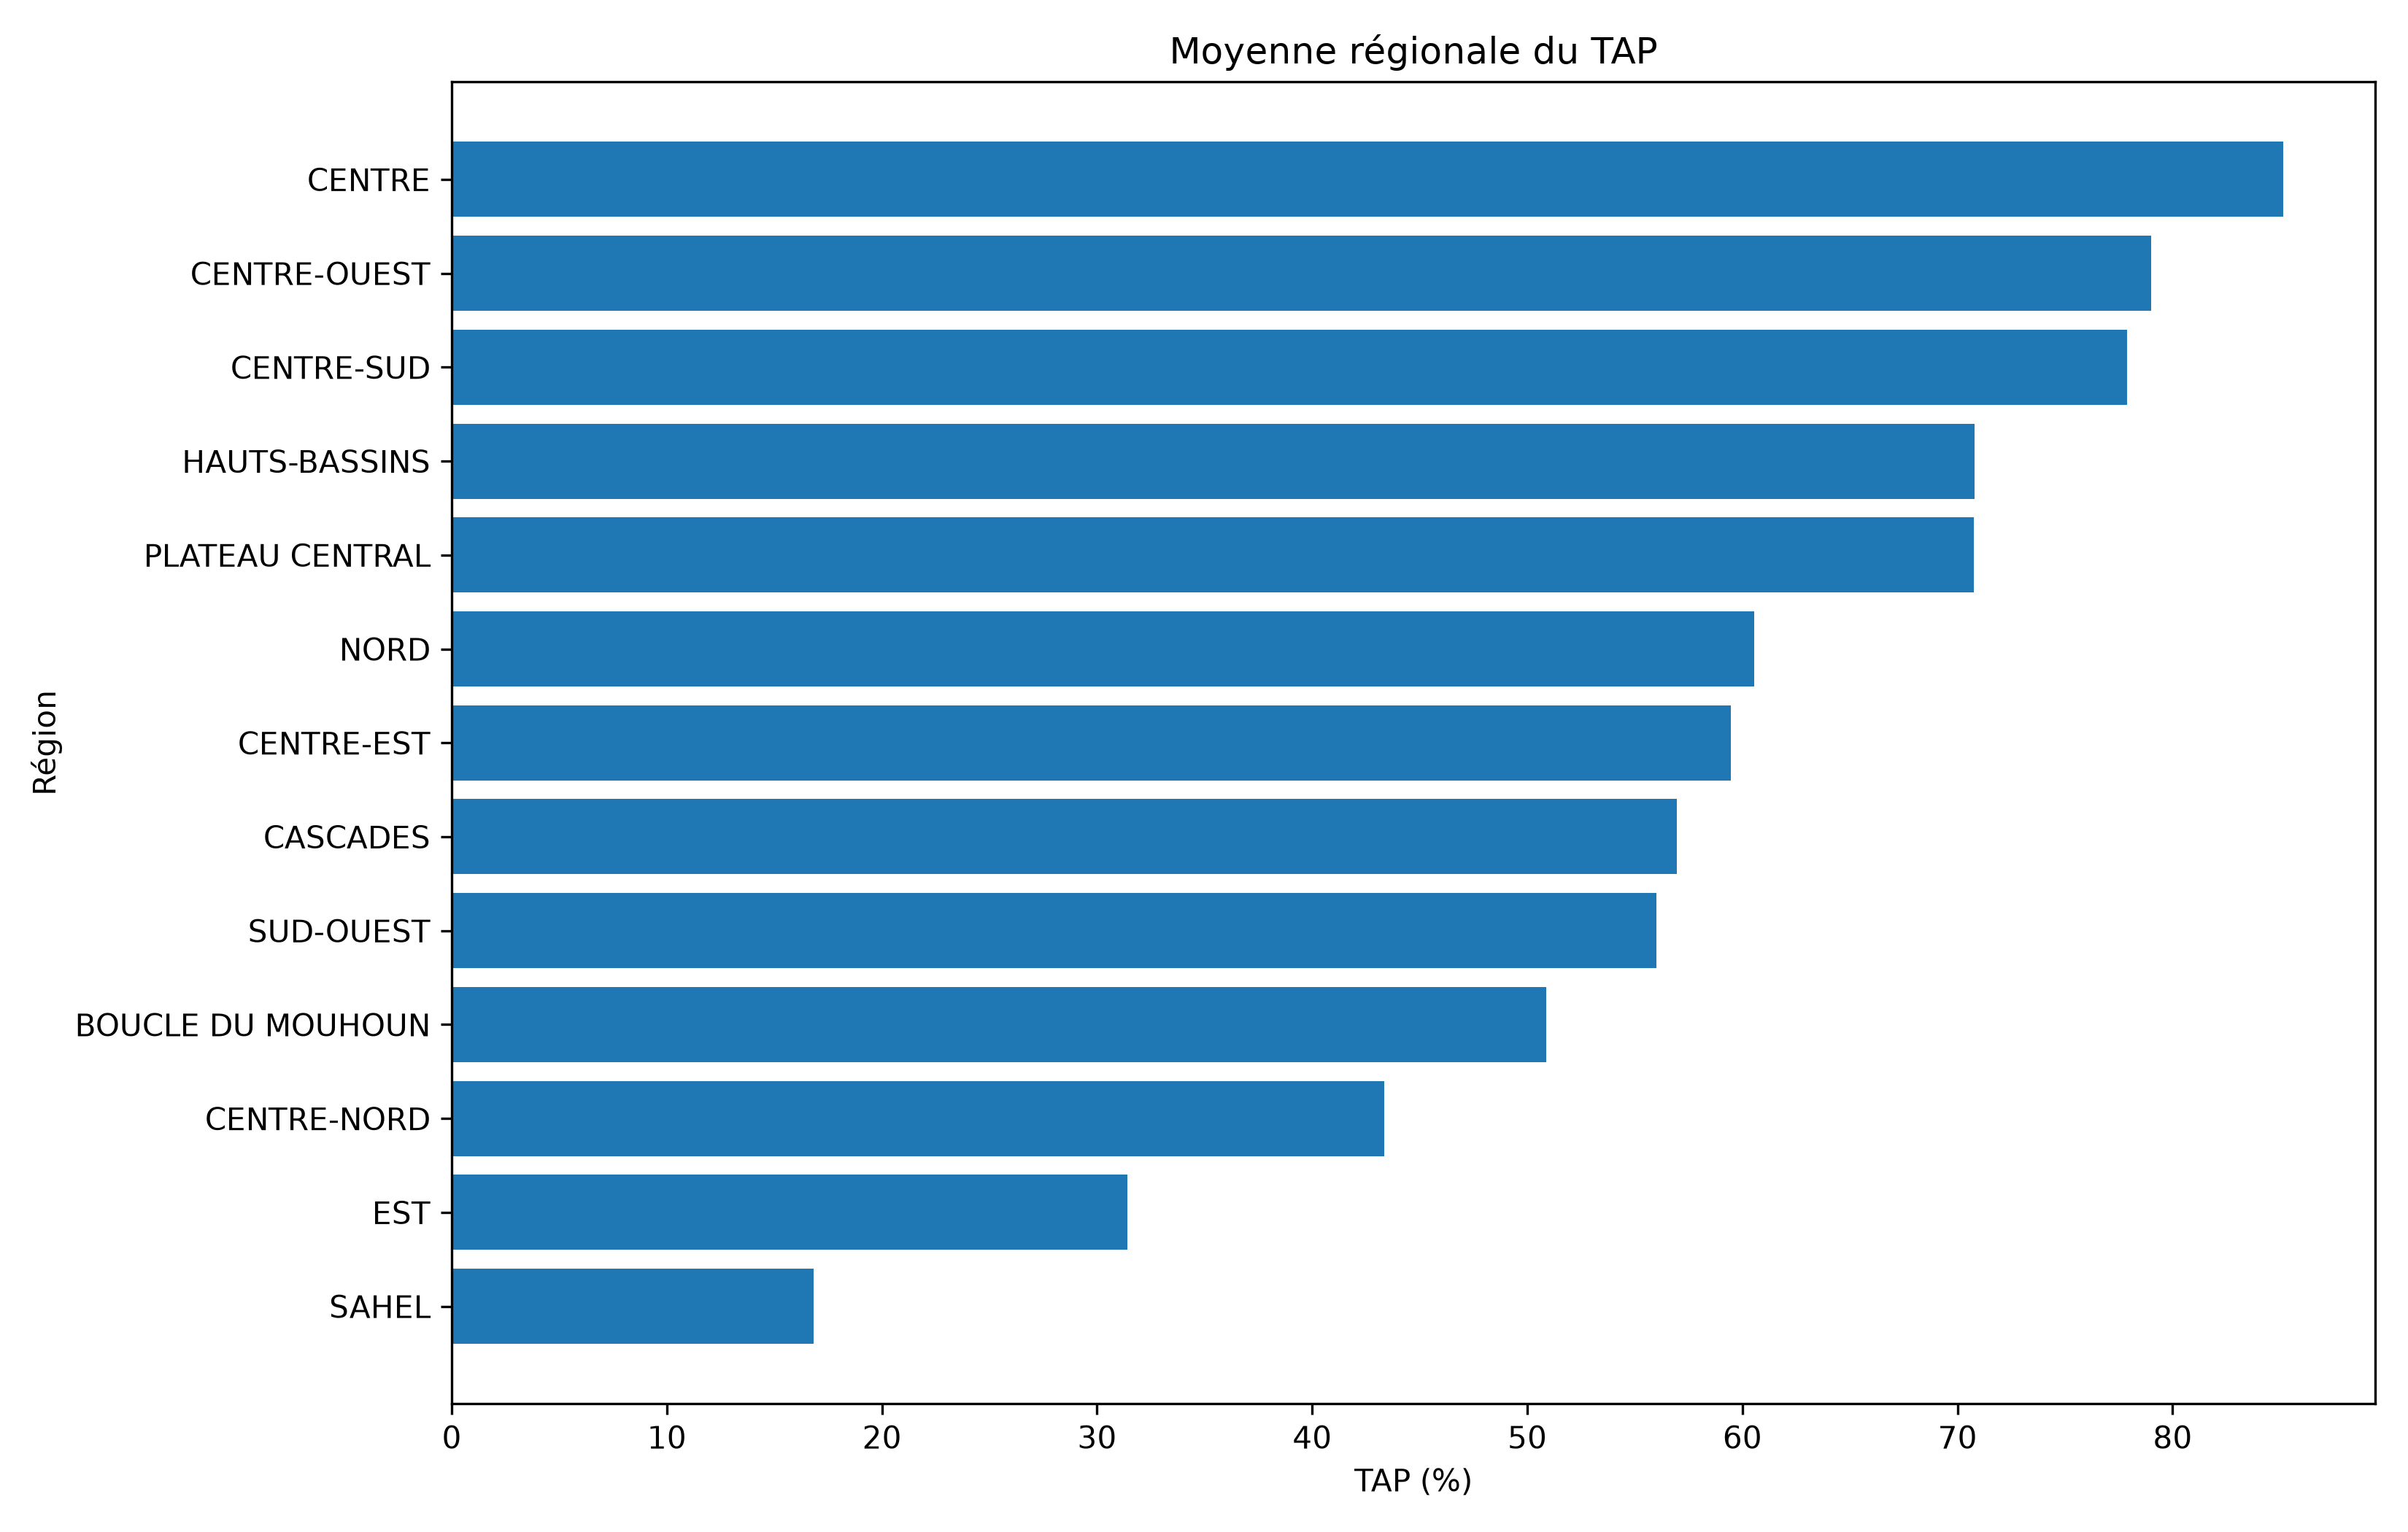 Moyenne régionale du TAP
CENTRE
CENTRE-OUEST
CENTRE-SUD
HAUTS-BASSINS
PLATEAU CENTRAL
NORD
CENTRE-EST
CASCADES
SUD-OUEST
BOUCLE DU MOUHOUN
CENTRE-NORD
EST
SAHEL
Région
0 10 20 30 40 50 60 70 80
TAP (%)